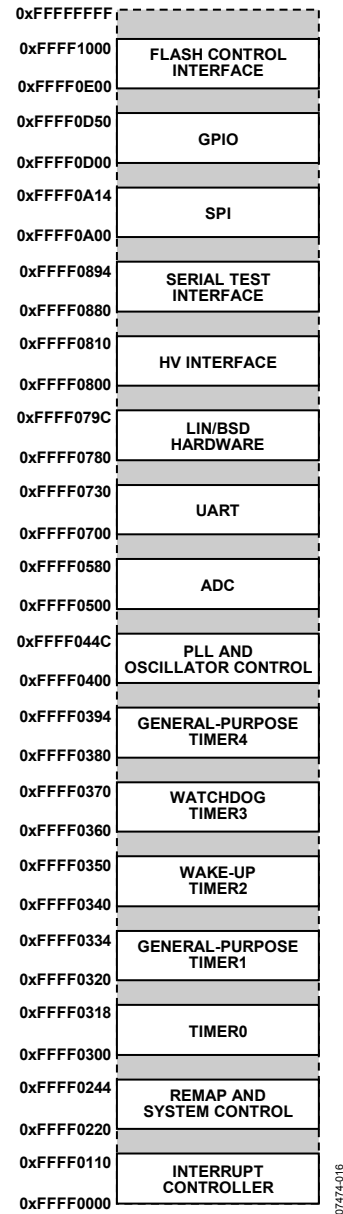 0xFFFFFFFF
0xFFFF1000
FLASH CONTROL
INTERFACE
0xFFFF0E00
0xFFFF0D50
GPIO
0xFFFF0D00
0xFFFF0A14
SPI
0xFFFF0A00
0xFFFF0894
SERIAL TEST
INTERFACE
0xFFFF0880
0xFFFF0810
HV INTERFACE
0xFFFF0800
0xFFFF079C
LIN/BSD
HARDWARE
0xFFFF0780
0xFFFF0730
UART
0xFFFF0700
0xFFFF0580
ADC
0xFFFF0500
0xFFFF044C
PLL AND
OSCILLATOR CONTROL
0xFFFF0400
0xFFFF0394
GENERAL-PURPOSE
TIMER4
0xFFFF0380
0xFFFF0370
WATCHDOG
TIMER3
0xFFFF0360
0xFFFF0350
WAKE-UP
TIMER2
0xFFFF0340
0xFFFF0334
GENERAL-PURPOSE
TIMER1
0xFFFF0320
0xFFFF0318
TIMER0
0xFFFF0300
0xFFFF0244
REMAP AND
SYSTEM CONTROL
0xFFFF0220
0xFFFF0110
INTERRUPT
CONTROLLER
0xFFFF0000
07474-016